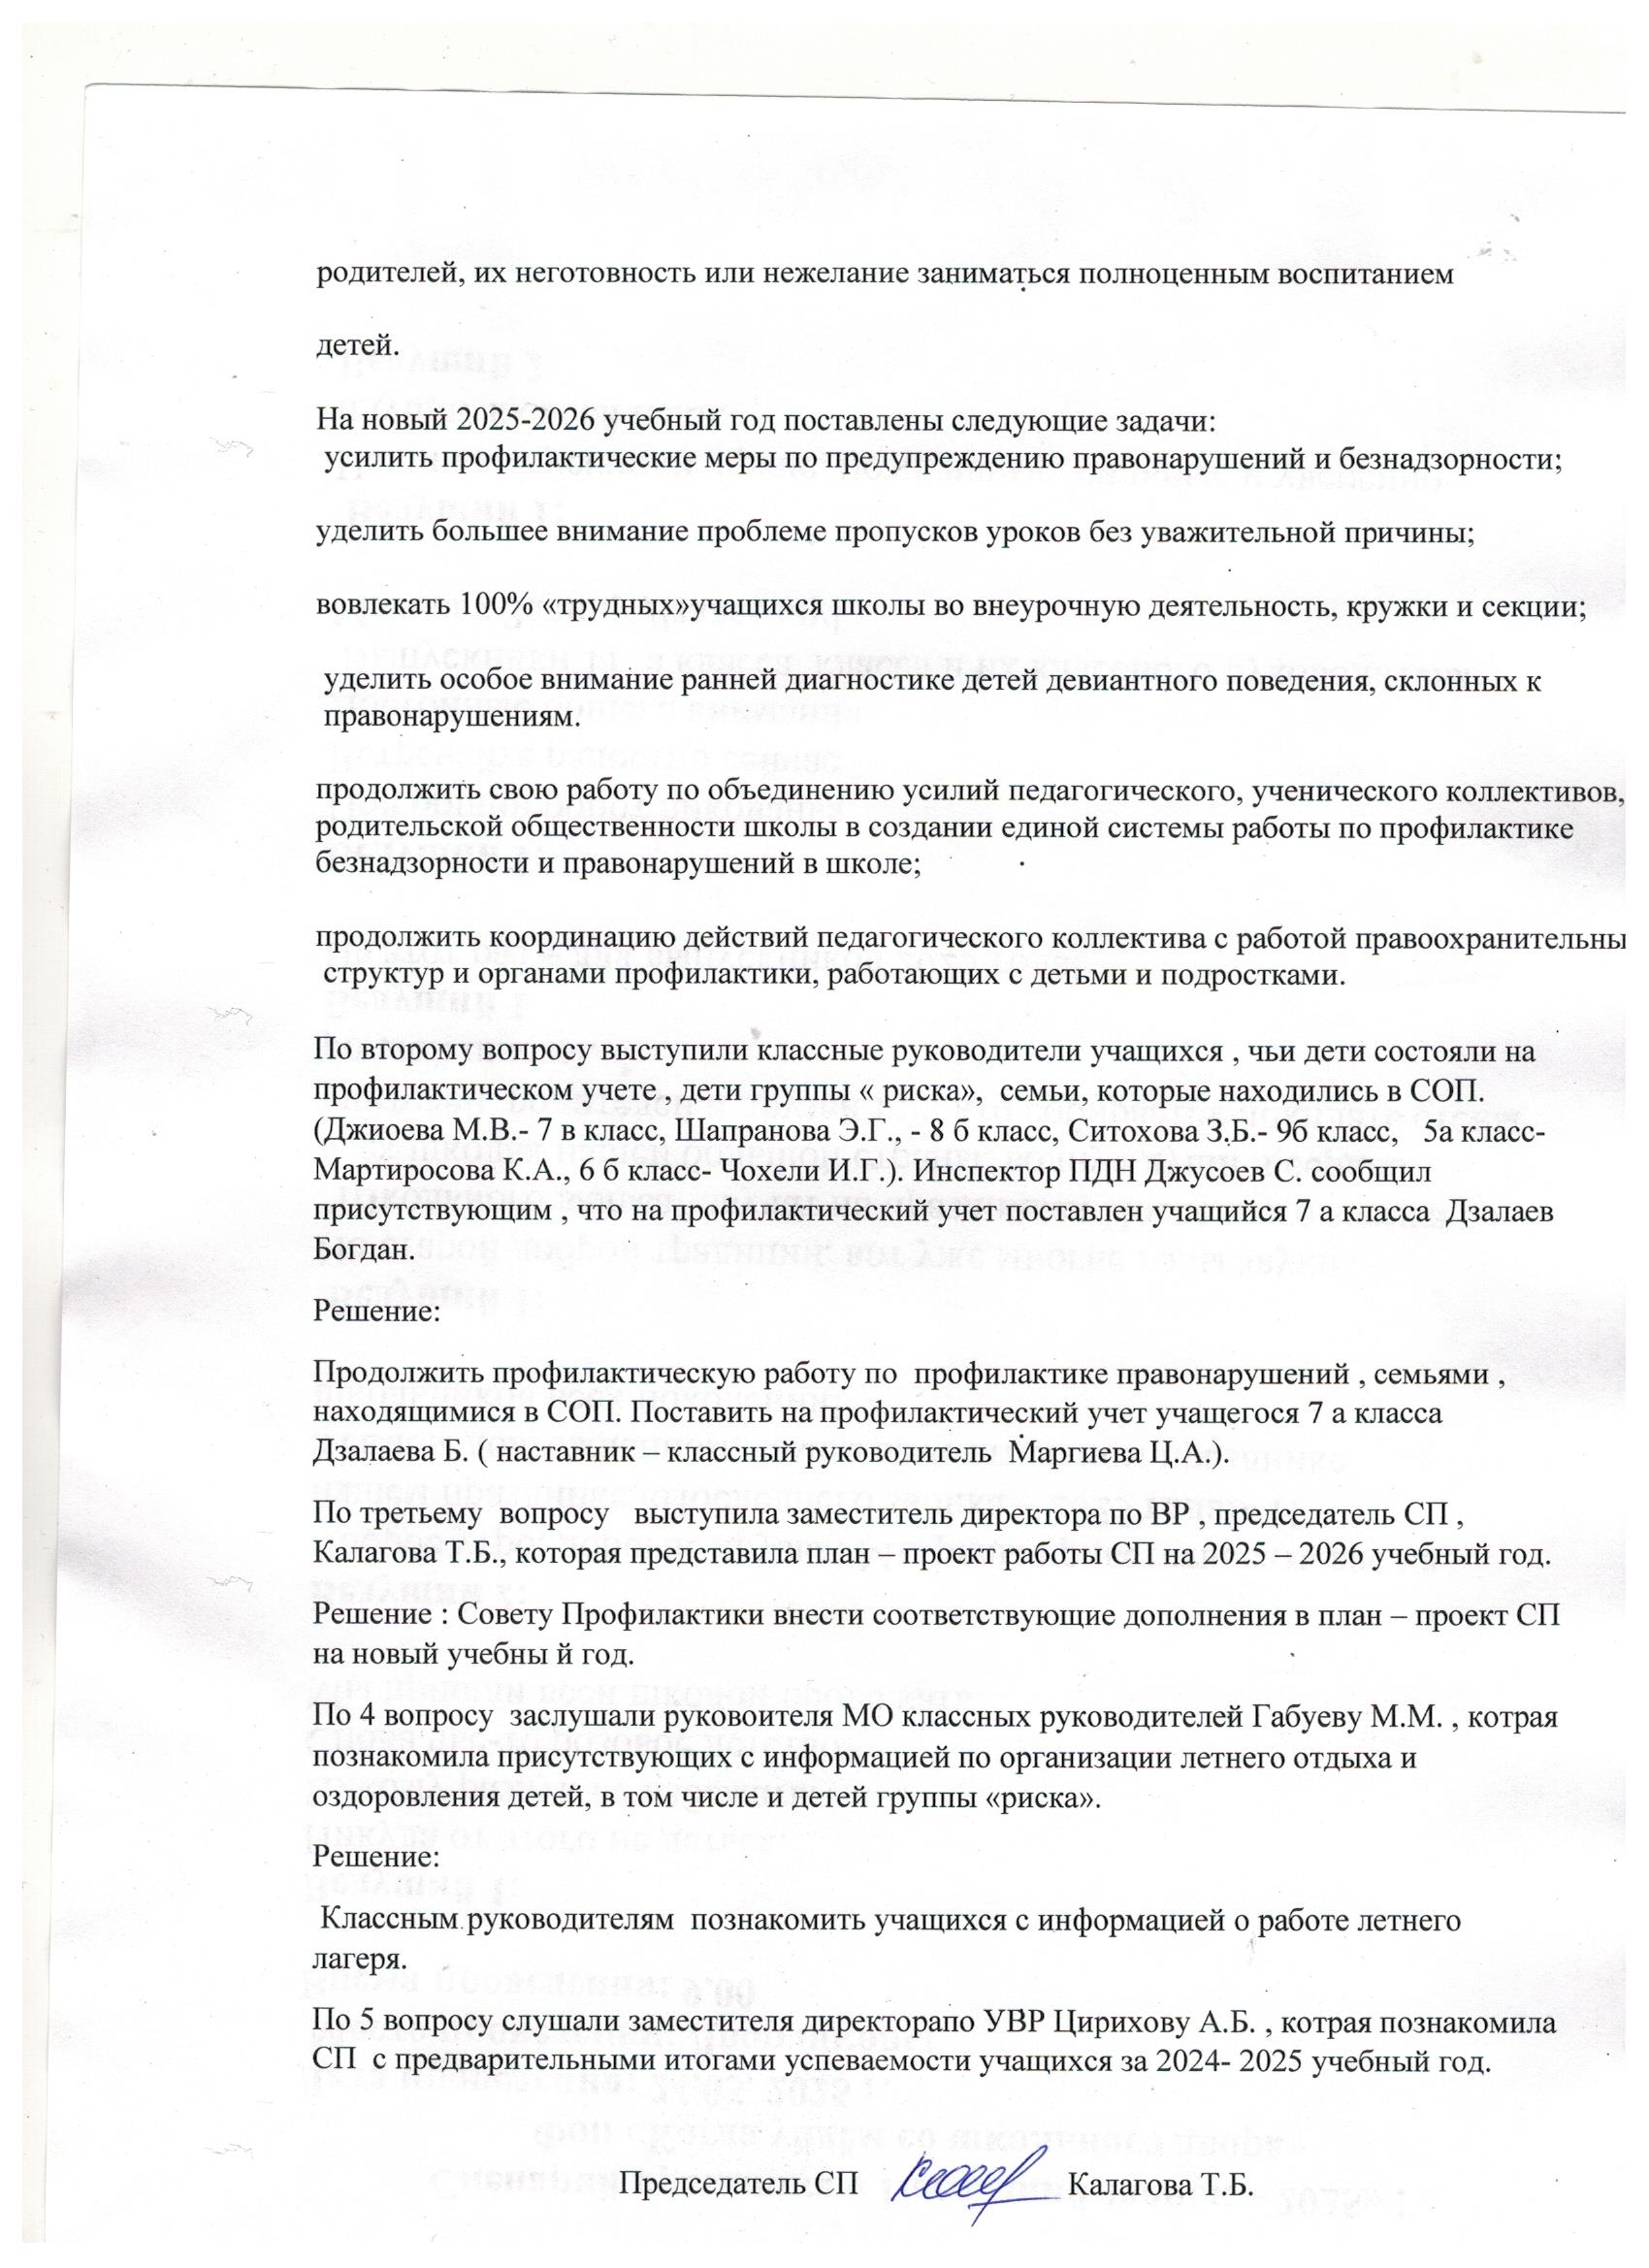 родителей, их неготовность или нежелание заниматься полноценным воспитанием
детей.
На новый 2025-2026 учебный год поставлены следующие задачи:
усилить профилактические меры по предупреждению правонарушений и безнадзорности;
уделить большее внимание проблеме пропусков уроков без уважительной причины;
вовлекать 100% «трудных»учащихся школы во внеурочную деятельность, кружки и секции;
уделить особое внимание ранней диагностике детей девиантного поведения, склонных к
правонарушениям.
продолжить свою работу по объединению усилий педагогического, ученического коллективов,
родительской общественности школы в создании единой системы работы по профилактике
безнадзорности и правонарушений в школе;
продолжить координацию действий педагогического коллектива с работой правоохранительны
структур и органами профилактики, работающих с детьми и подростками.
По второму вопросу выступили классные руководители учащихся , чьи дети состояли на
профилактическом учете , дети группы « риска», семьи, которые находились в СОП.
(Джиоева М.В.- 7 в класс, Шапранова Э.Г., - 8 б класс, Ситохова З.Б.- 9б класс, 5а класс-
Мартиросова К.А., 6 б класс- Чохели И.Г.). Инспектор ПДН Джусоев С. сообщил
присутствующим , что на профилактический учет поставлен учащийся 7 а класса Дзалаев
Богдан.
Решение:
Продолжить профилактическую работу по профилактике правонарушений , семьями ,
находящимися в СОП. Поставить на профилактический учет учащегося 7 а класса
Дзалаева Б. ( наставник – классный руководитель Маргиева Ц.А.).
По третьему вопросу выступила заместитель директора по ВР , председатель СП ,
Калагова Т.Б., которая представила план – проект работы СП на 2025 – 2026 учебный год.
Решение : Совету Профилактики внести соответствующие дополнения в план – проект СП
на новый учебны й год.
По 4 вопросу заслушали руковоителя МО классных руководителей Габуеву М.М. , котрая
познакомила присутствующих с информацией по организации летнего отдыха и
оздоровления детей, в том числе и детей группы «риска».
Решение:
Классным руководителям познакомить учащихся с информацией о работе летнего
лагеря.
По 5 вопросу слушали заместителя директорапо УВР Цирихову А.Б. , котрая познакомила
СП с предварительными итогами успеваемости учащихся за 2024- 2025 учебный год.
Председатель СП Калагова Т.Б.